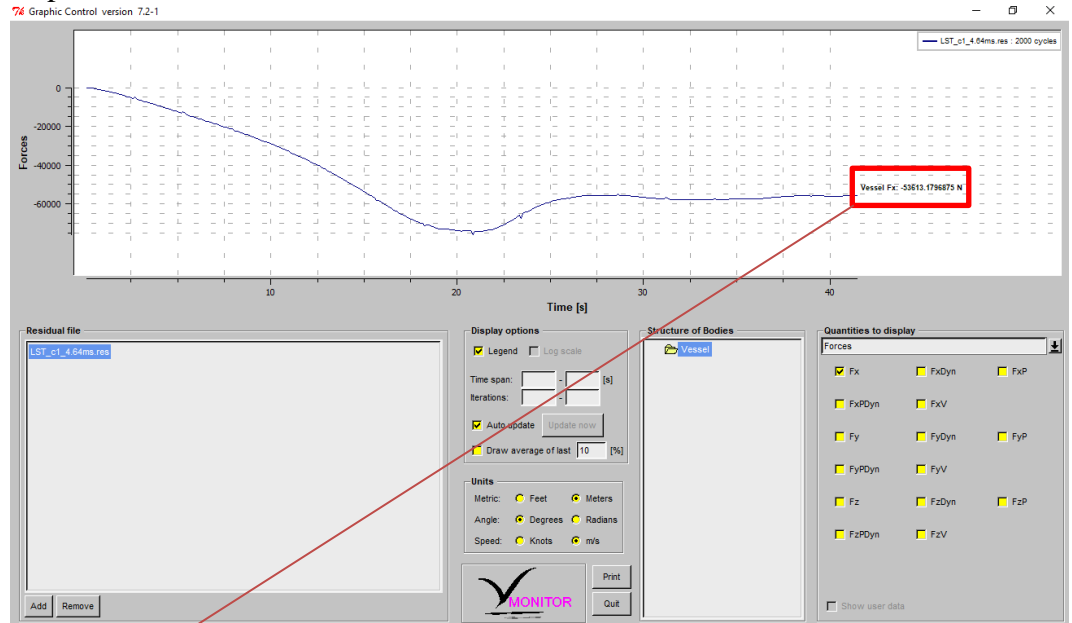 Graphic Control version 7.2-1
LST_c1_4.64ms.res : 2000 cycles
0
-20000
-40000
-60000
Forces
Vessel Fx: -53613.1796875 N
10
20
30
40
Time [s]
Residual file
LST_c1_4.64ms.res
Add
Remove
Display options
Legend
Log scale
Time span:
-
[s]
Iterations:
-
Auto update
Update now
Draw average of last
10
[%]
Units
Metric:
Feet
Meters
Angle:
Degrees
Radians
Speed:
Knots
m/s
MONITOR
Print
Quit
Structure of Bodies
Vessel
Quantities to display
Forces
Fx
FxDyn
FxP
FxPDyn
FxV
Fy
FyDyn
FyP
FyPDyn
FyV
Fz
FzDyn
FzP
FzPDyn
FzV
Show user data